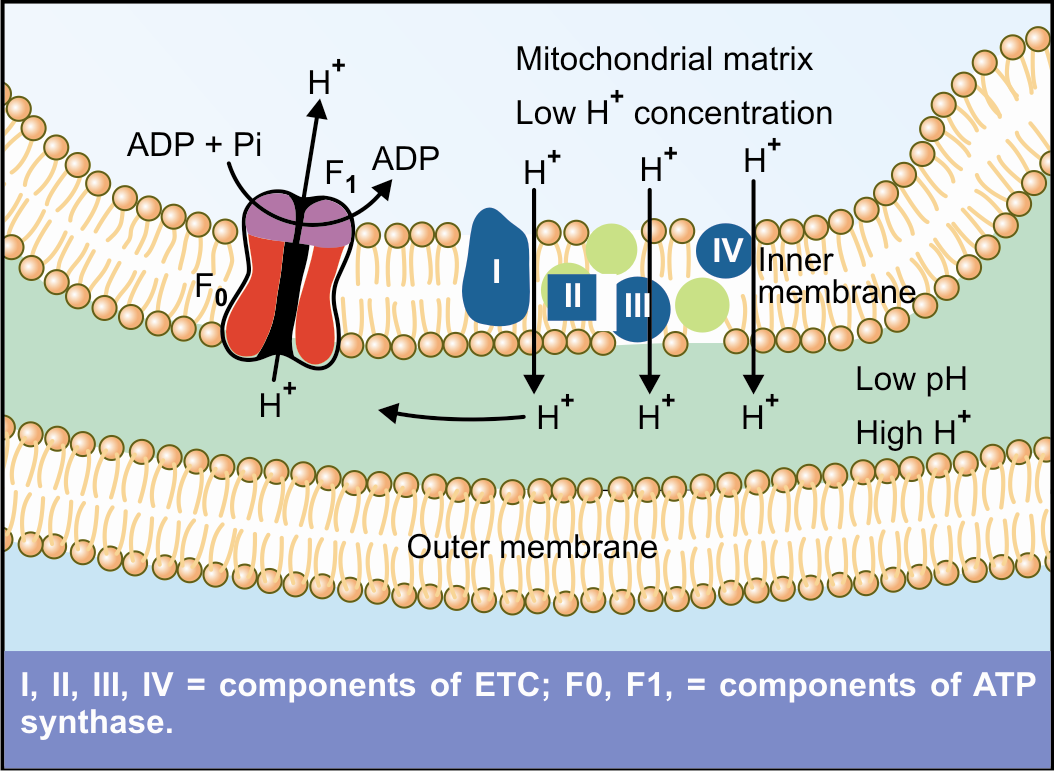 Mitochondrial matrix
Low H⁺ concentration
H⁺
ADP + Pi
F₁
ADP
H⁺
H⁺
H⁺
F₀
I
II
III
IV
Inner
membrane
H⁺
H⁺
H⁺
H⁺
Low pH
High H⁺
Outer membrane
I, II, III, IV = components of ETC; F0, F1, = components of ATP
synthase.